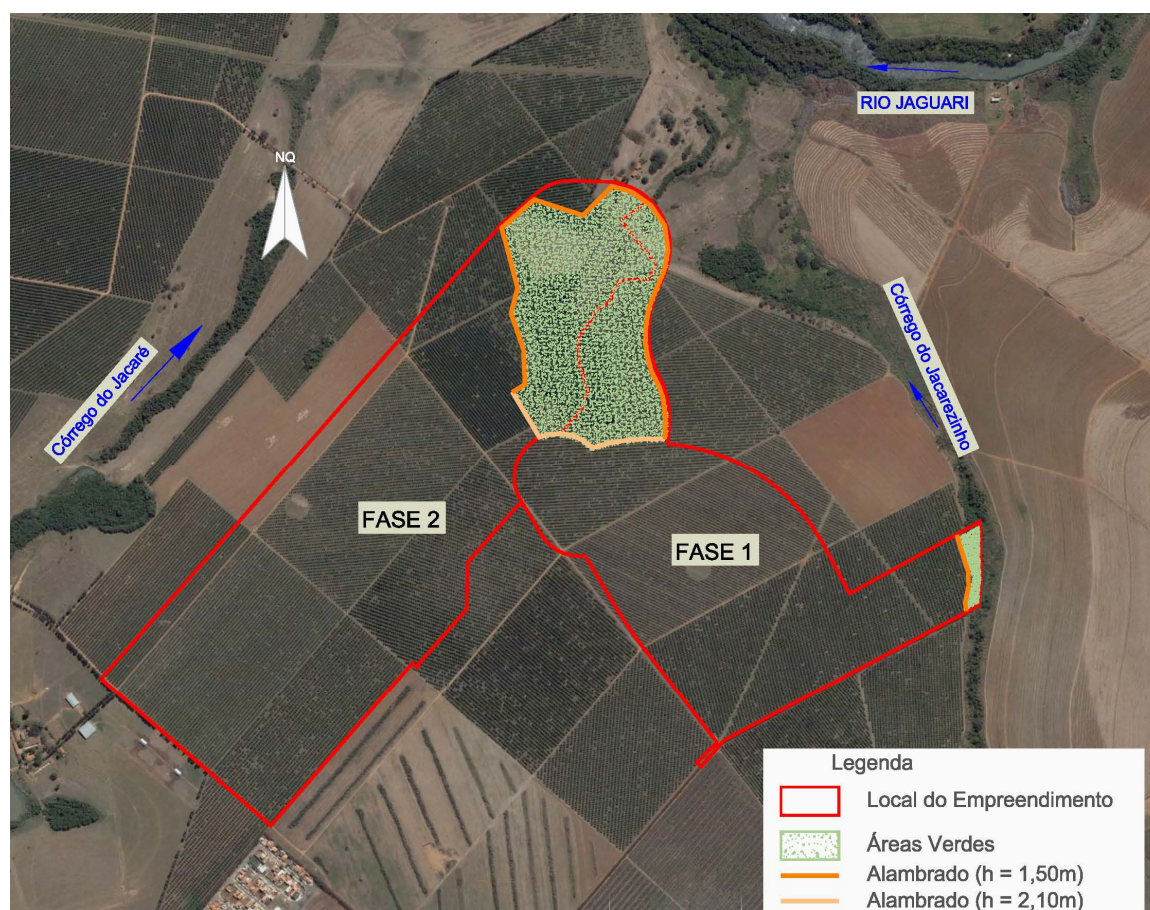 RIO JAGUARI
NQ
Córrego do Jacaré
Córrego do Jacarezinho
FASE 2
FASE 1
Legenda
Local do Empreendimento
Áreas Verdes
Alambrado (h = 1,50m)
Alambrado (h = 2,10m)